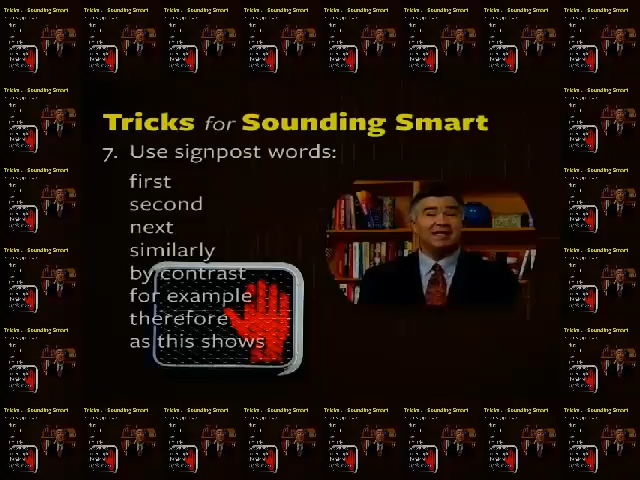 Tricks for Sounding Smart
7. Use signpost words:
first
second
next
similarly
by contrast
for example
therefore
as this shows